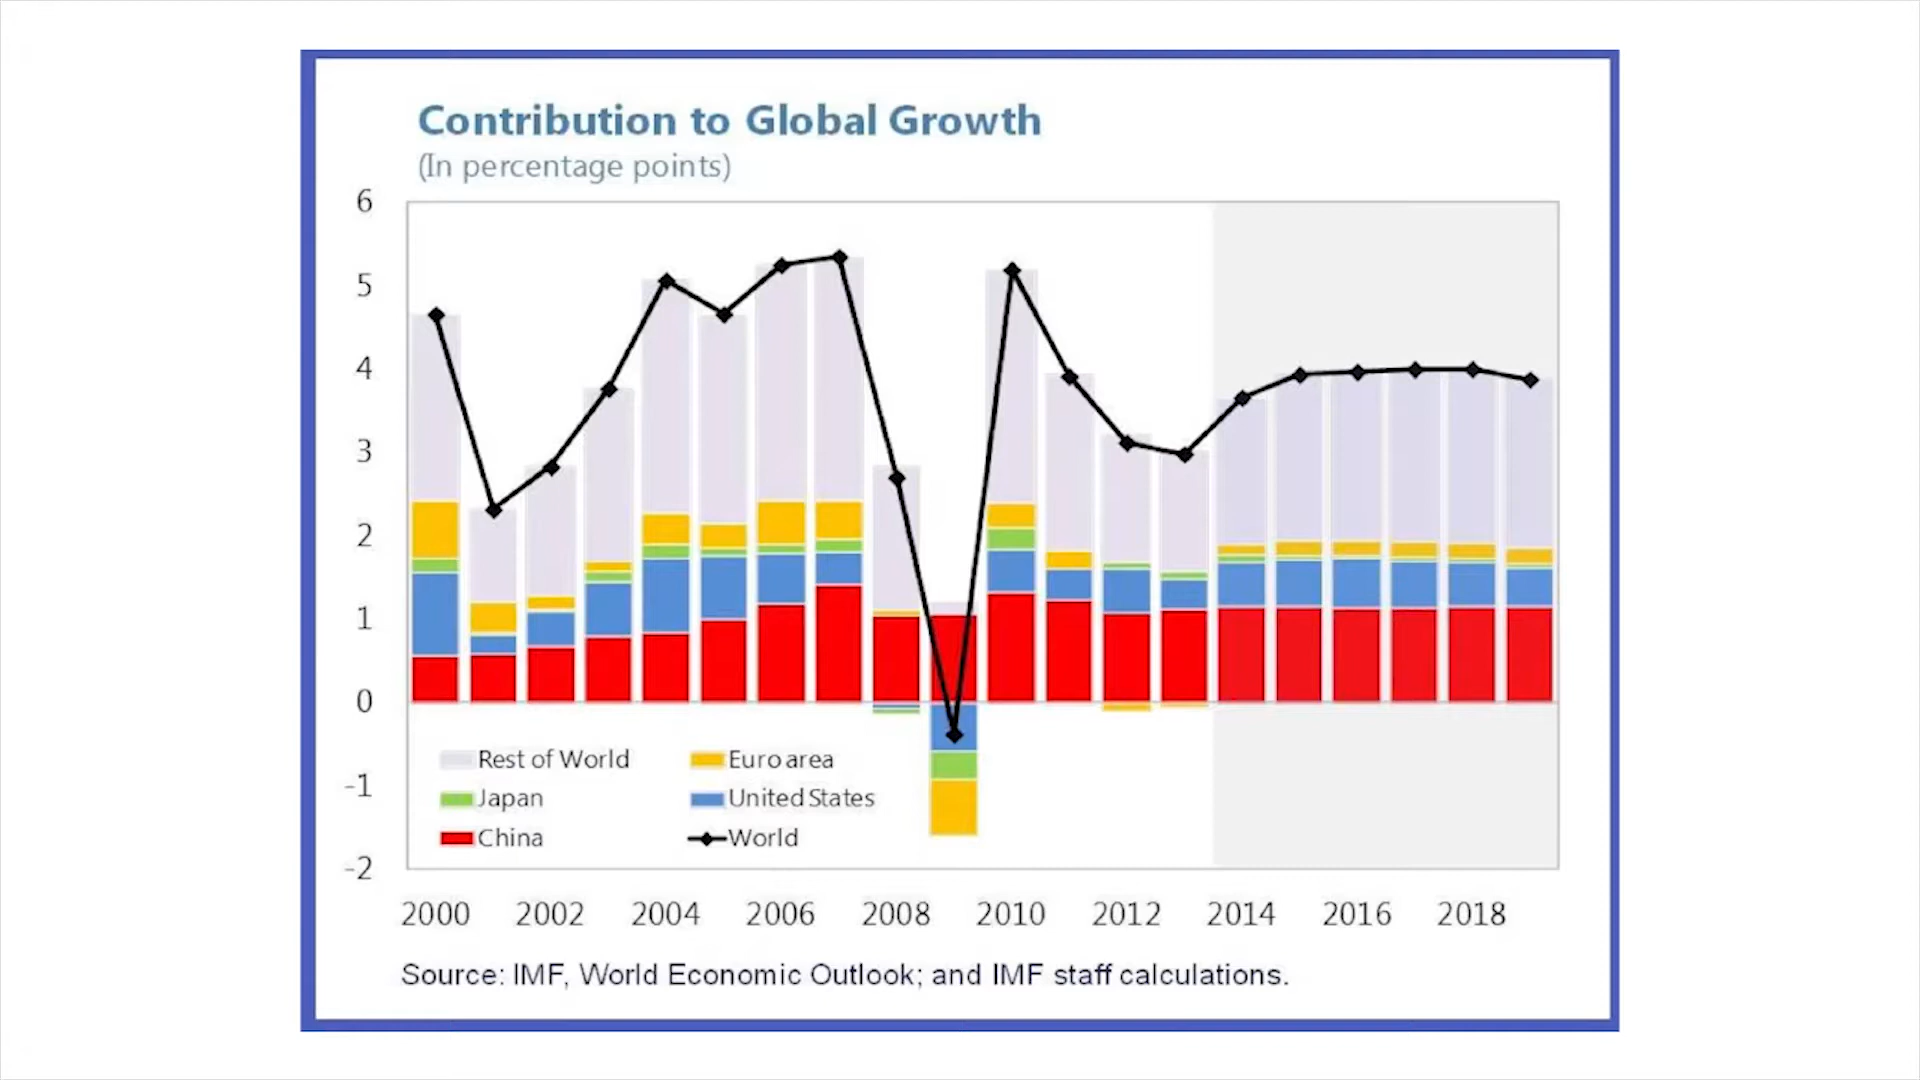 Contribution to Global Growth
(In percentage points)
6
5
4
3
2
1
0
-1
-2
Rest of World
Euro area
Japan
United States
China
World
2000 2002 2004 2006 2008 2010 2012 2014 2016 2018
Source: IMF, World Economic Outlook; and IMF staff calculations.